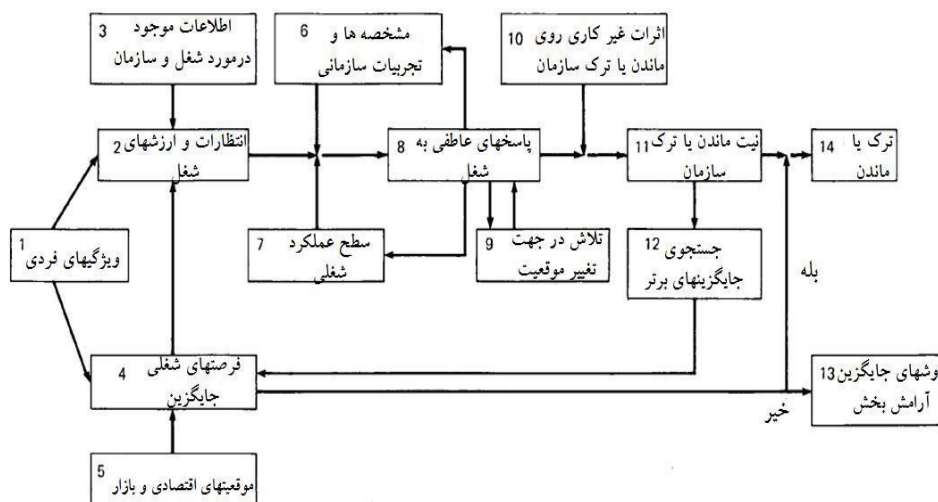 3 اطلاعات موجود
درمورد شغل و سازمان
6 مشخصه ها و
تجربیات سازمانی
10 اثرات غیر کاری روی
ماندن یا ترک سازمان
2 انتظارات و ارزشهای
شغل
8 پاسخهای عاطفی به
شغل
11 نیت ماندن یا ترک
سازمان
14 ترک یا
ماندن
1
ویژگیهای فردی
7 سطح عملکرد
شغلی
9 تلاش در جهت
تغییر موقعیت
12 جستجوی
جایگزینهای برتر
بله
4 فرصتهای شغلی
جایگزین
13 وشهای جایگزین
آرامش بخش
خیر
5
موقعیتهای اقتصادی و بازار